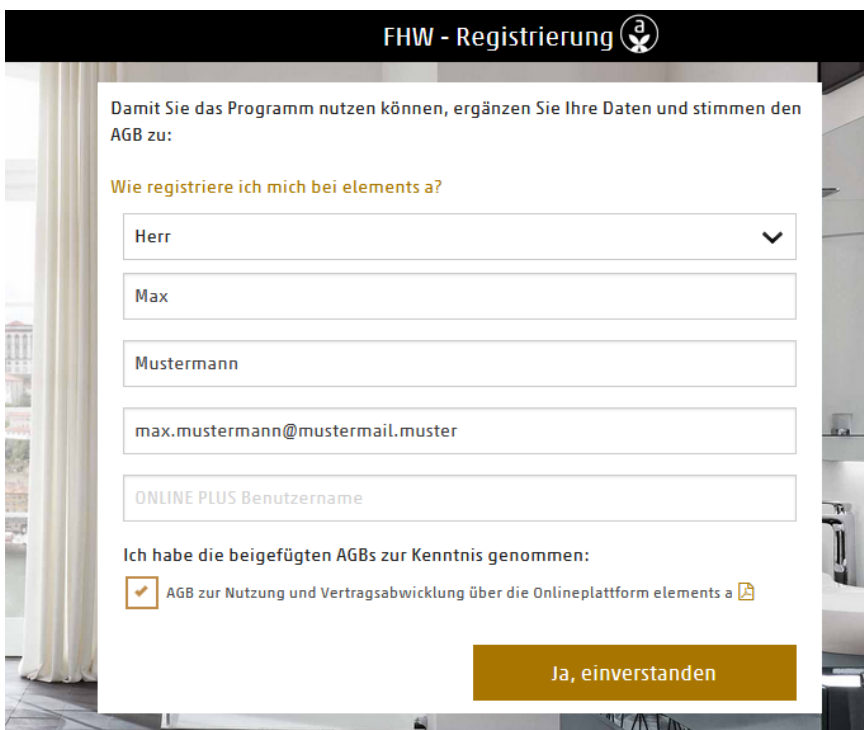 FHW - Registrierung a
Damit Sie das Programm nutzen können, ergänzen Sie Ihre Daten und stimmen den
AGB zu:
Wie registriere ich mich bei elements a?
Herr
Max
Mustermann
max.mustermann@mustermail.muster
ONLINE PLUS Benutzername
Ich habe die beigefügten AGBs zur Kenntnis genommen:
AGB zur Nutzung und Vertragsabwicklung über die Onlineplattform elements a
Ja, einverstanden